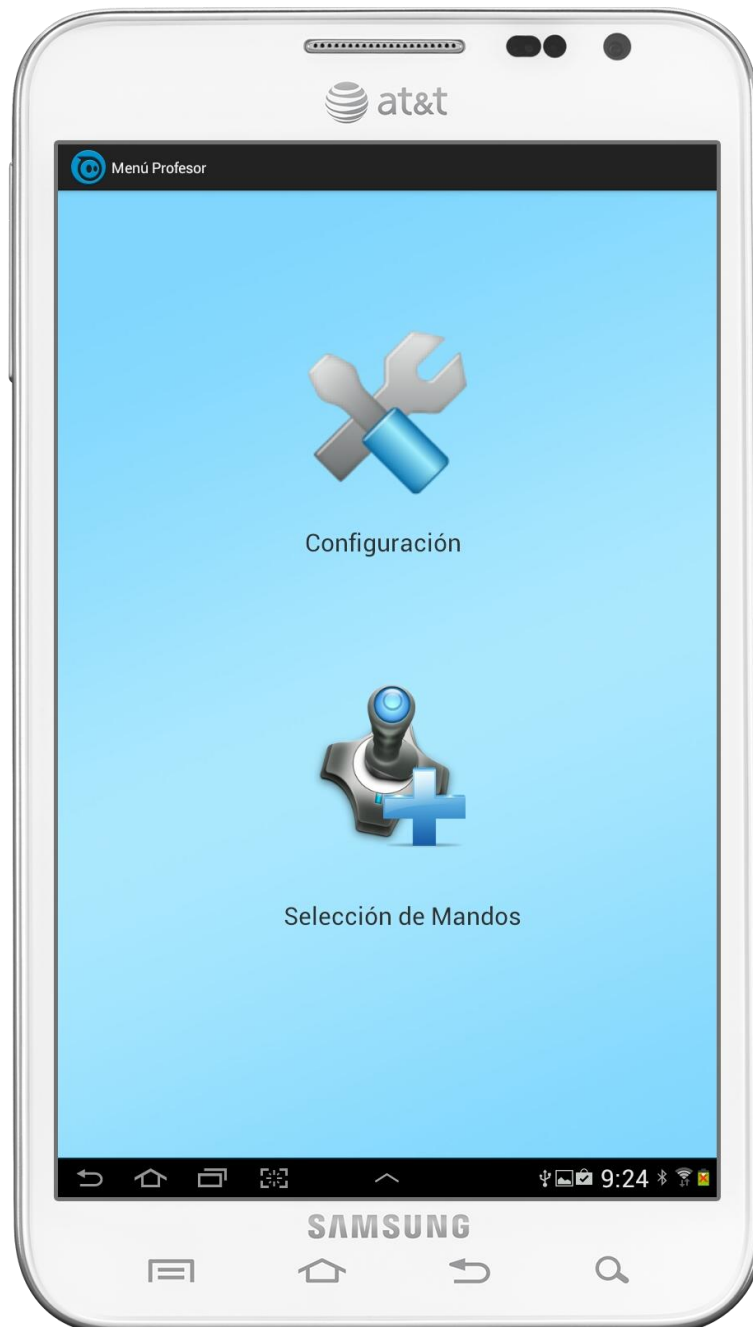 at&t
Menú Profesor
Configuración
Selección de Mandos
9:24
SAMSUNG